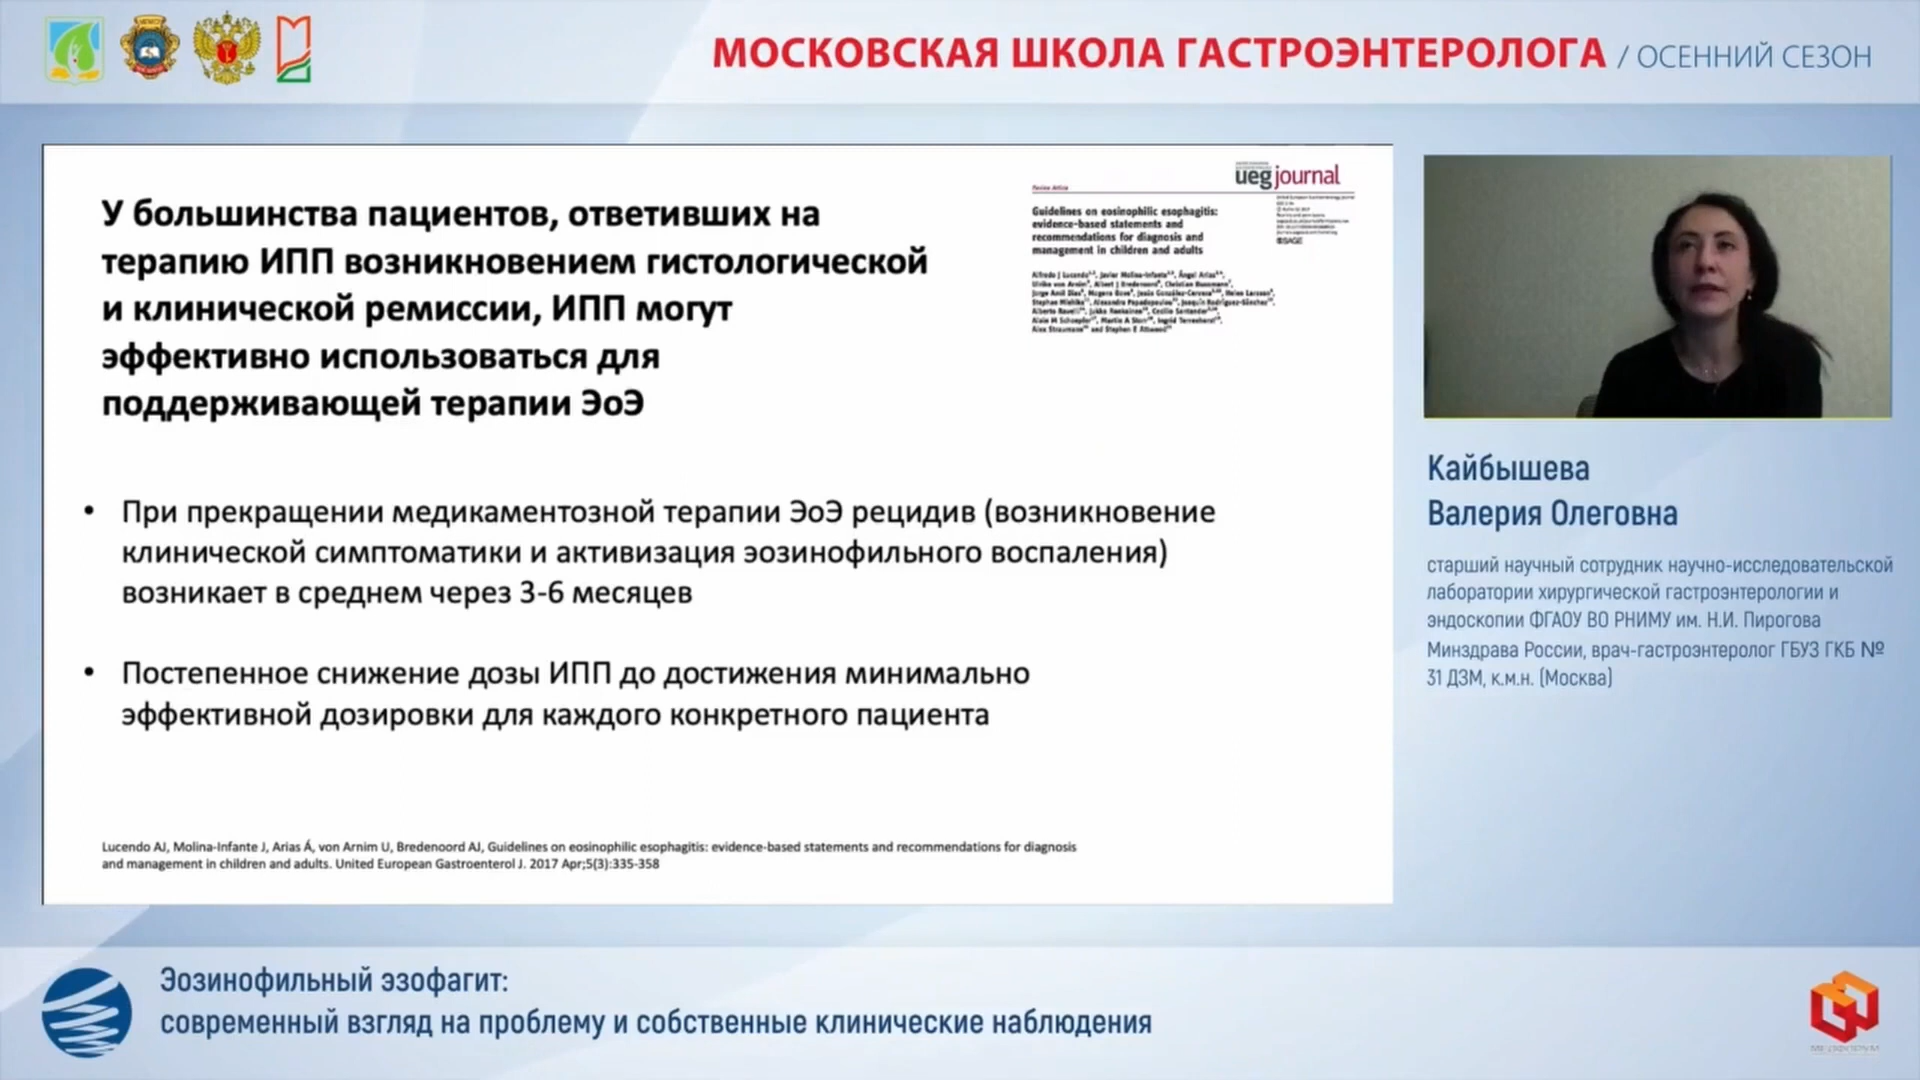 МОСКОВСКАЯ ШКОЛА ГАСТРОЭНТЕРОЛОГА / ОСЕННИЙ СЕЗОН
У большинства пациентов, ответивших на
терапию ИПП возникновением гистологической
и клинической ремиссии, ИПП могут
эффективно использоваться для
поддерживающей терапии ЭоЭ
ueg journal
Review Article
Guidelines on eosinophilic esophagitis:
evidence-based statements and
recommendations for diagnosis and
management in children and adults
SAGE
• При прекращении медикаментозной терапии ЭоЭ рецидив (возникновение
клинической симптоматики и активизация эозинофильного воспаления)
возникает в среднем через 3-6 месяцев
• Постепенное снижение дозы ИПП до достижения минимально
эффективной дозировки для каждого конкретного пациента
Lucendo AJ, Molina-Infante J, Arias Á, von Arnim U, Bredenoord AJ, Guidelines on eosinophilic esophagitis: evidence-based statements and recommendations for diagnosis
and management in children and adults. United European Gastroenterol J. 2017 Apr;5(3):335-358
Кайбышева
Валерия Олеговна
старший научный сотрудник научно-исследовательской
лаборатории хирургической гастроэнтерологии и
эндоскопии ФГАОУ ВО РНИМУ им. Н.И. Пирогова
Минздрава России, врач-гастроэнтеролог ГБУЗ ГКБ №
31 ДЗМ, к.м.н. (Москва)
Эозинофильный эзофагит:
современный взгляд на проблему и собственные клинические наблюдения